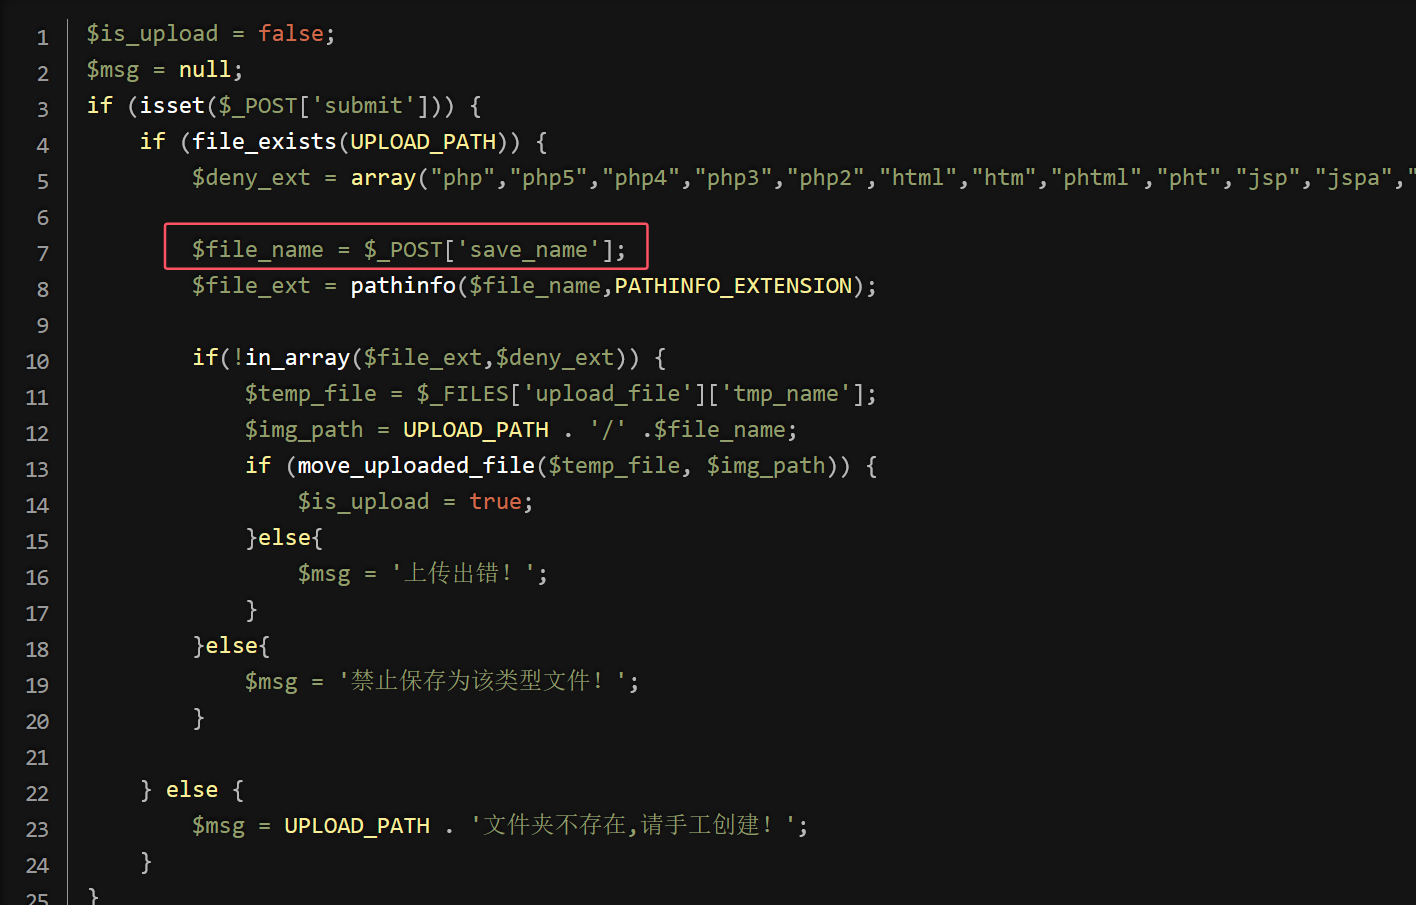 1 $is_upload = false;
2 $msg = null;
3 if (isset($_POST['submit'])) {
4 if (file_exists(UPLOAD_PATH)) {
5 $deny_ext = array("php","php5","php4","php3","php2","html","htm","phtml","pht","jsp","jspa","
6
7 $file_name = $_POST['save_name'];
8 $file_ext = pathinfo($file_name,PATHINFO_EXTENSION);
9
10 if(!in_array($file_ext,$deny_ext)) {
11 $temp_file = $_FILES['upload_file']['tmp_name'];
12 $img_path = UPLOAD_PATH . '/' .$file_name;
13 if (move_uploaded_file($temp_file, $img_path)) {
14 $is_upload = true;
15 }else{
16 $msg = '上传出错！';
17 }
18 }else{
19 $msg = '禁止保存为该类型文件！';
20 }
21
22 } else {
23 $msg = UPLOAD_PATH . '文件夹不存在,请手工创建！';
24 }
25 }